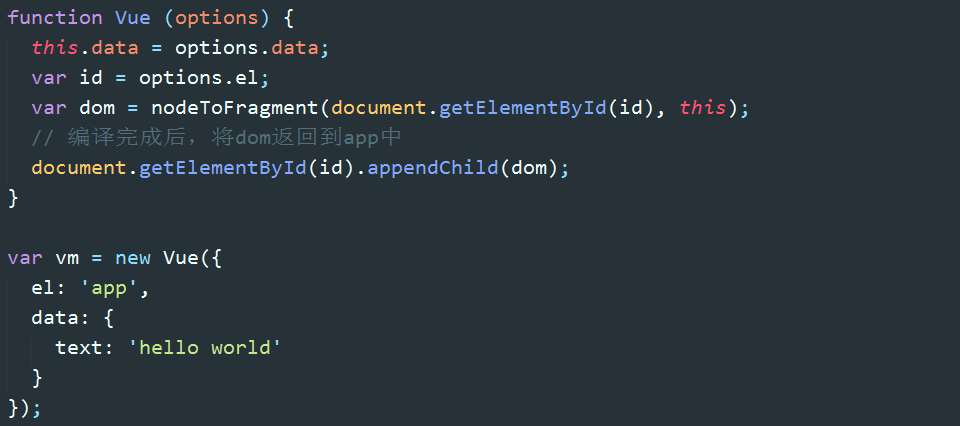 function Vue (options) {
  this.data = options.data;
  var id = options.el;
  var dom = nodeToFragment(document.getElementById(id), this);
  // 编译完成后，将dom返回到app中
  document.getElementById(id).appendChild(dom);
}

var vm = new Vue({
  el: 'app',
  data: {
    text: 'hello world'
  }
});